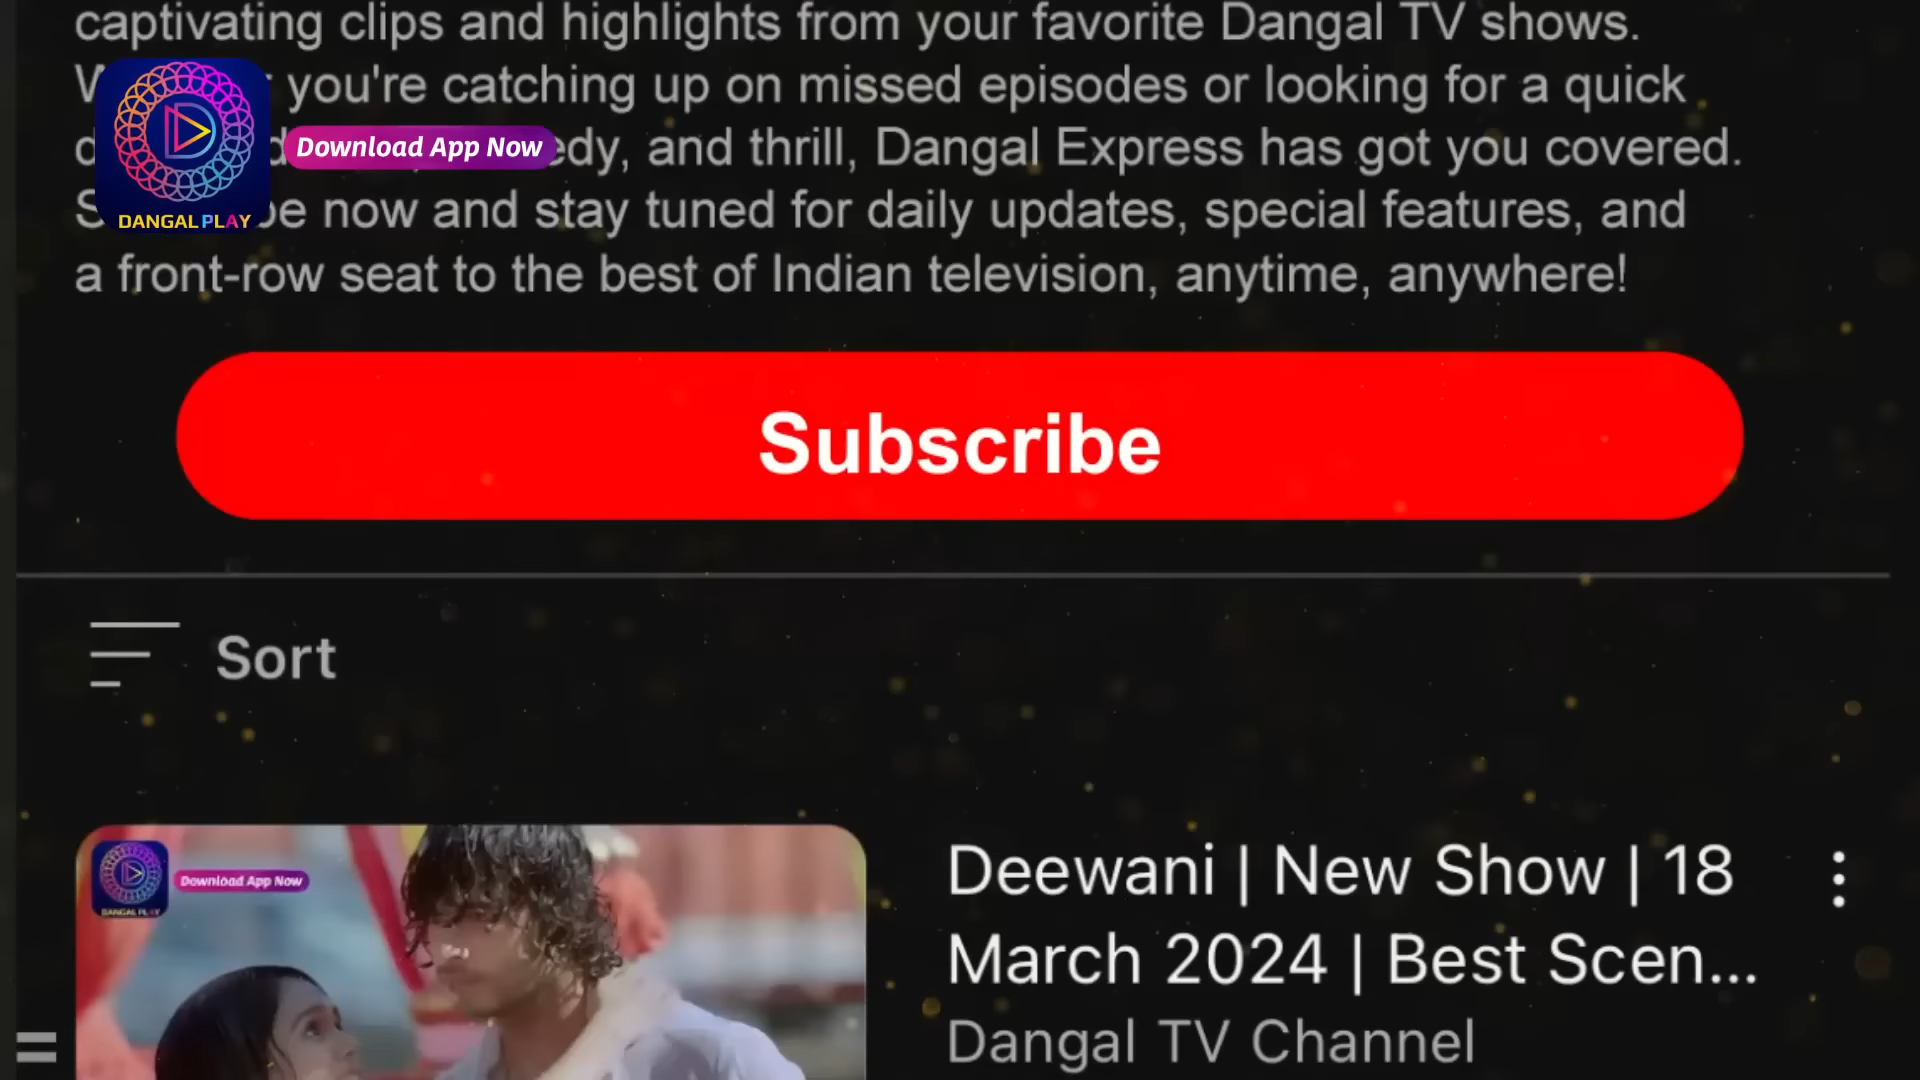 captivating clips and highlights from your favorite Dangal TV shows.
you're catching up on missed episodes or looking for a quick
and thrill, Dangal Express has got you covered.
now and stay tuned for daily updates, special features, and
a front-row seat to the best of Indian television, anytime, anywhere!
Download App Now
DANGAL PLAY
Subscribe
Sort
Download App Now
DANGAL PLAY
Deewani | New Show | 18
March 2024 | Best Scen...
Dangal TV Channel